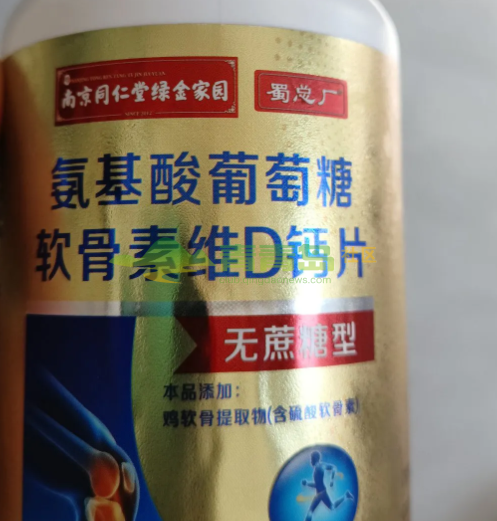 南京同仁堂绿金家园
蜀总厂
氨基酸葡萄糖
软骨素维D钙片
无蔗糖型
本品添加：
鸡软骨提取物(含硫酸软骨素)